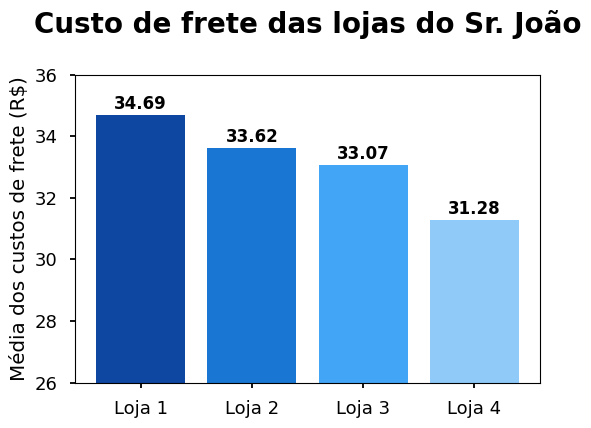 Custo de frete das lojas do Sr. João
Média dos custos de frete (R$)
36
34
32
30
28
26
34.69
33.62
33.07
31.28
Loja 1
Loja 2
Loja 3
Loja 4